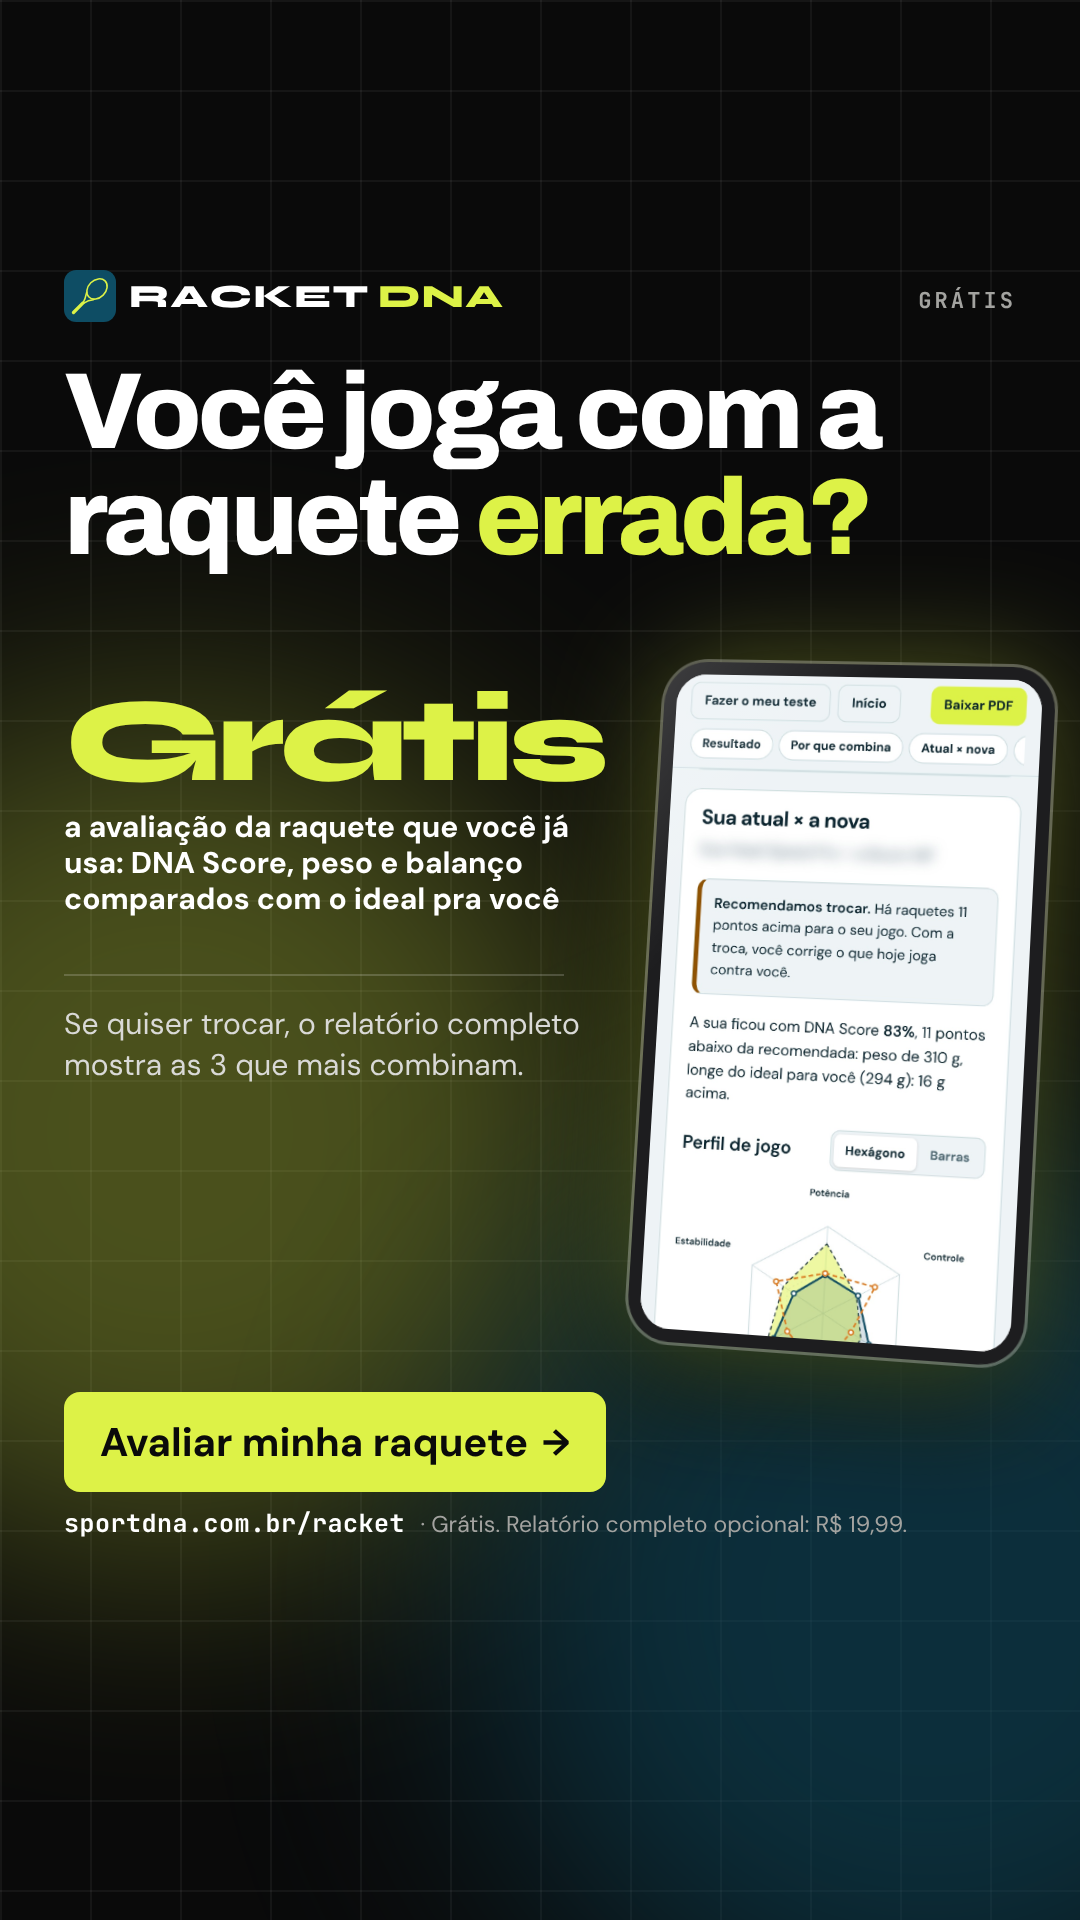 RACKET DNA
GRÁTIS
Você joga com a
raquete errada?
Grátis
a avaliação da raquete que você já
usa: DNA Score, peso e balanço
comparados com o ideal pra você
Se quiser trocar, o relatório completo
mostra as 3 que mais combinam.
Fazer o meu teste
Início
Baixar PDF
Resultado
Por que combina
Atual × nova
Sua atual × a nova
Recomendamos trocar. Há raquetes 11
pontos acima para o seu jogo. Com a
troca, você corrige o que hoje joga
contra você.
A sua ficou com DNA Score 83%, 11 pontos
abaixo da recomendada: peso de 310 g,
longe do ideal para você (294 g): 16 g
acima.
Perfil de jogo
Hexágono
Barras
Potência
Estabilidade
Controle
Avaliar minha raquete →
sportdna.com.br/racket · Grátis. Relatório completo opcional: R$ 19,99.